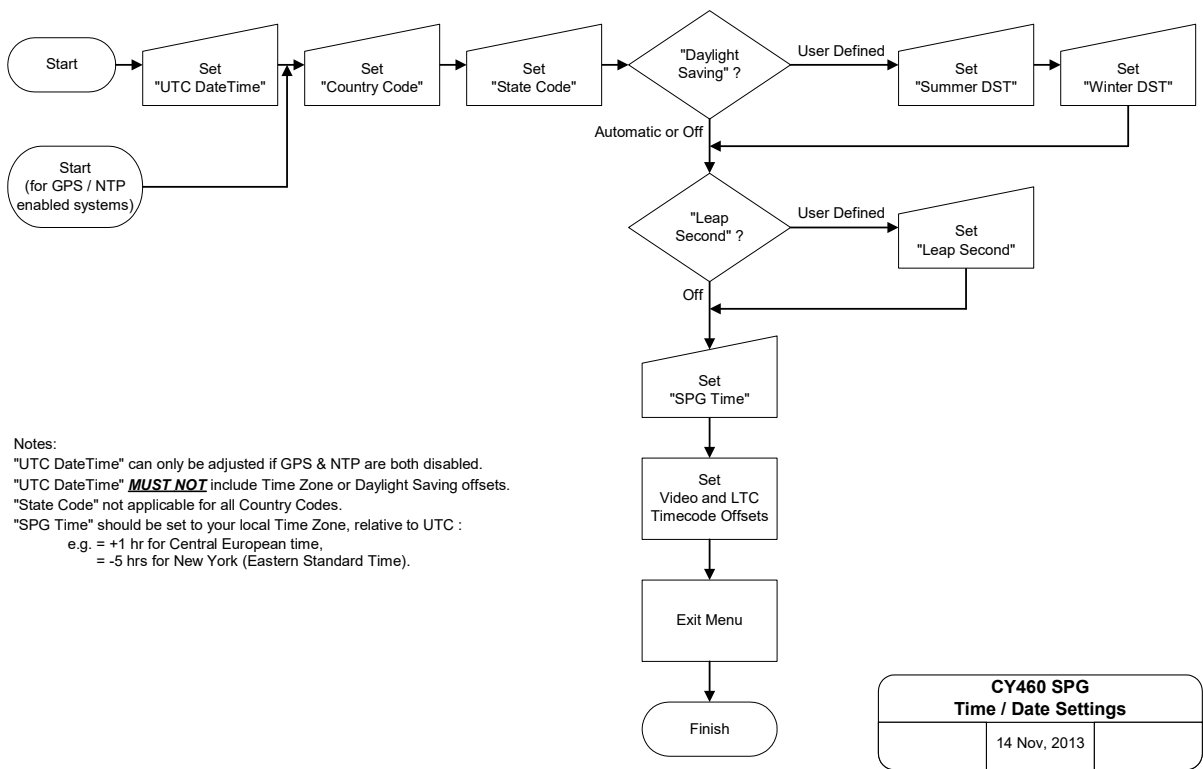 Start
Set
"UTC DateTime"
Set
"Country Code"
Set
"State Code"
"Daylight
Saving" ?
User Defined
Set
"Summer DST"
Set
"Winter DST"
Automatic or Off
Start
(for GPS / NTP
enabled systems)
"Leap
Second" ?
User Defined
Set
"Leap Second"
Off
Set
"SPG Time"
Set
Video and LTC
Timecode Offsets
Exit Menu
Finish
Notes:
"UTC DateTime" can only be adjusted if GPS & NTP are both disabled.
"UTC DateTime" MUST NOT include Time Zone or Daylight Saving offsets.
"State Code" not applicable for all Country Codes.
"SPG Time" should be set to your local Time Zone, relative to UTC :
e.g. = +1 hr for Central European time,
= -5 hrs for New York (Eastern Standard Time).
CY460 SPG
Time / Date Settings
14 Nov, 2013